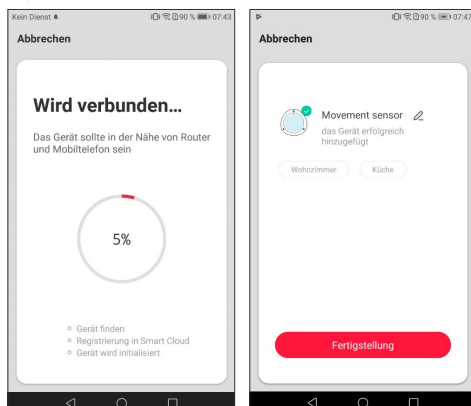 Kein Dienst 07:43
90 %
Abbrechen
Wird verbunden...
Das Gerät sollte in der Nähe von Router
und Mobiltelefon sein
5%
Gerät finden
Registrierung in Smart Cloud
Gerät wird initialisiert
90 % 07:47
Abbrechen
Movement sensor
das Gerät erfolgreich
hinzugefügt
Wohnzimmer Küche
Fertigstellung